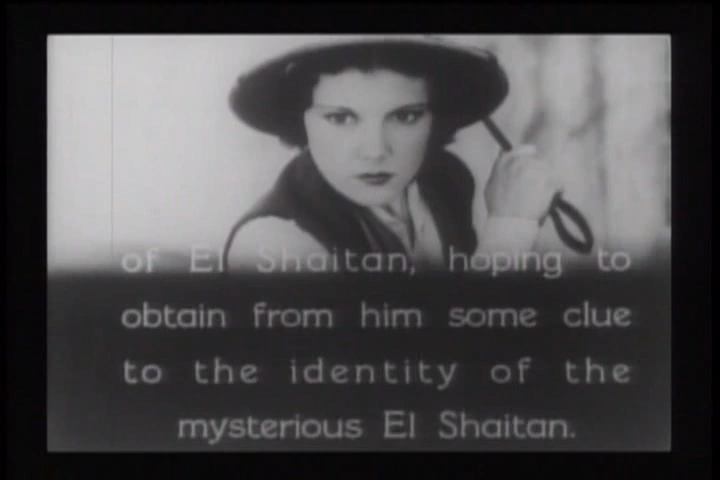 of El Shaitan, hoping to
obtain from him some clue
to the identity of the
mysterious El Shaitan.